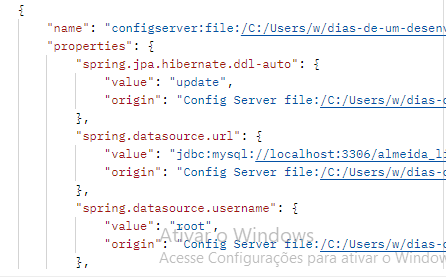 {
"name": "configserver:file:/C:/Users/w/dias-de-um-desen
"properties": {
"spring.jpa.hibernate.ddl-auto": {
"value": "update",
"origin": "Config Server file:/C:/Users/w/dias-d
},
"spring.datasource.url": {
"value": "jdbc:mysql://localhost:3306/almeida_li
"origin": "Config Server file:/C:/Users/w/dias-d
},
"spring.datasource.username": {
"value": "root",
Ativar o Windows
"origin": "Config Server file:/C:/Users/w/dias-d
Acesse Configurações para ativar o Window
},